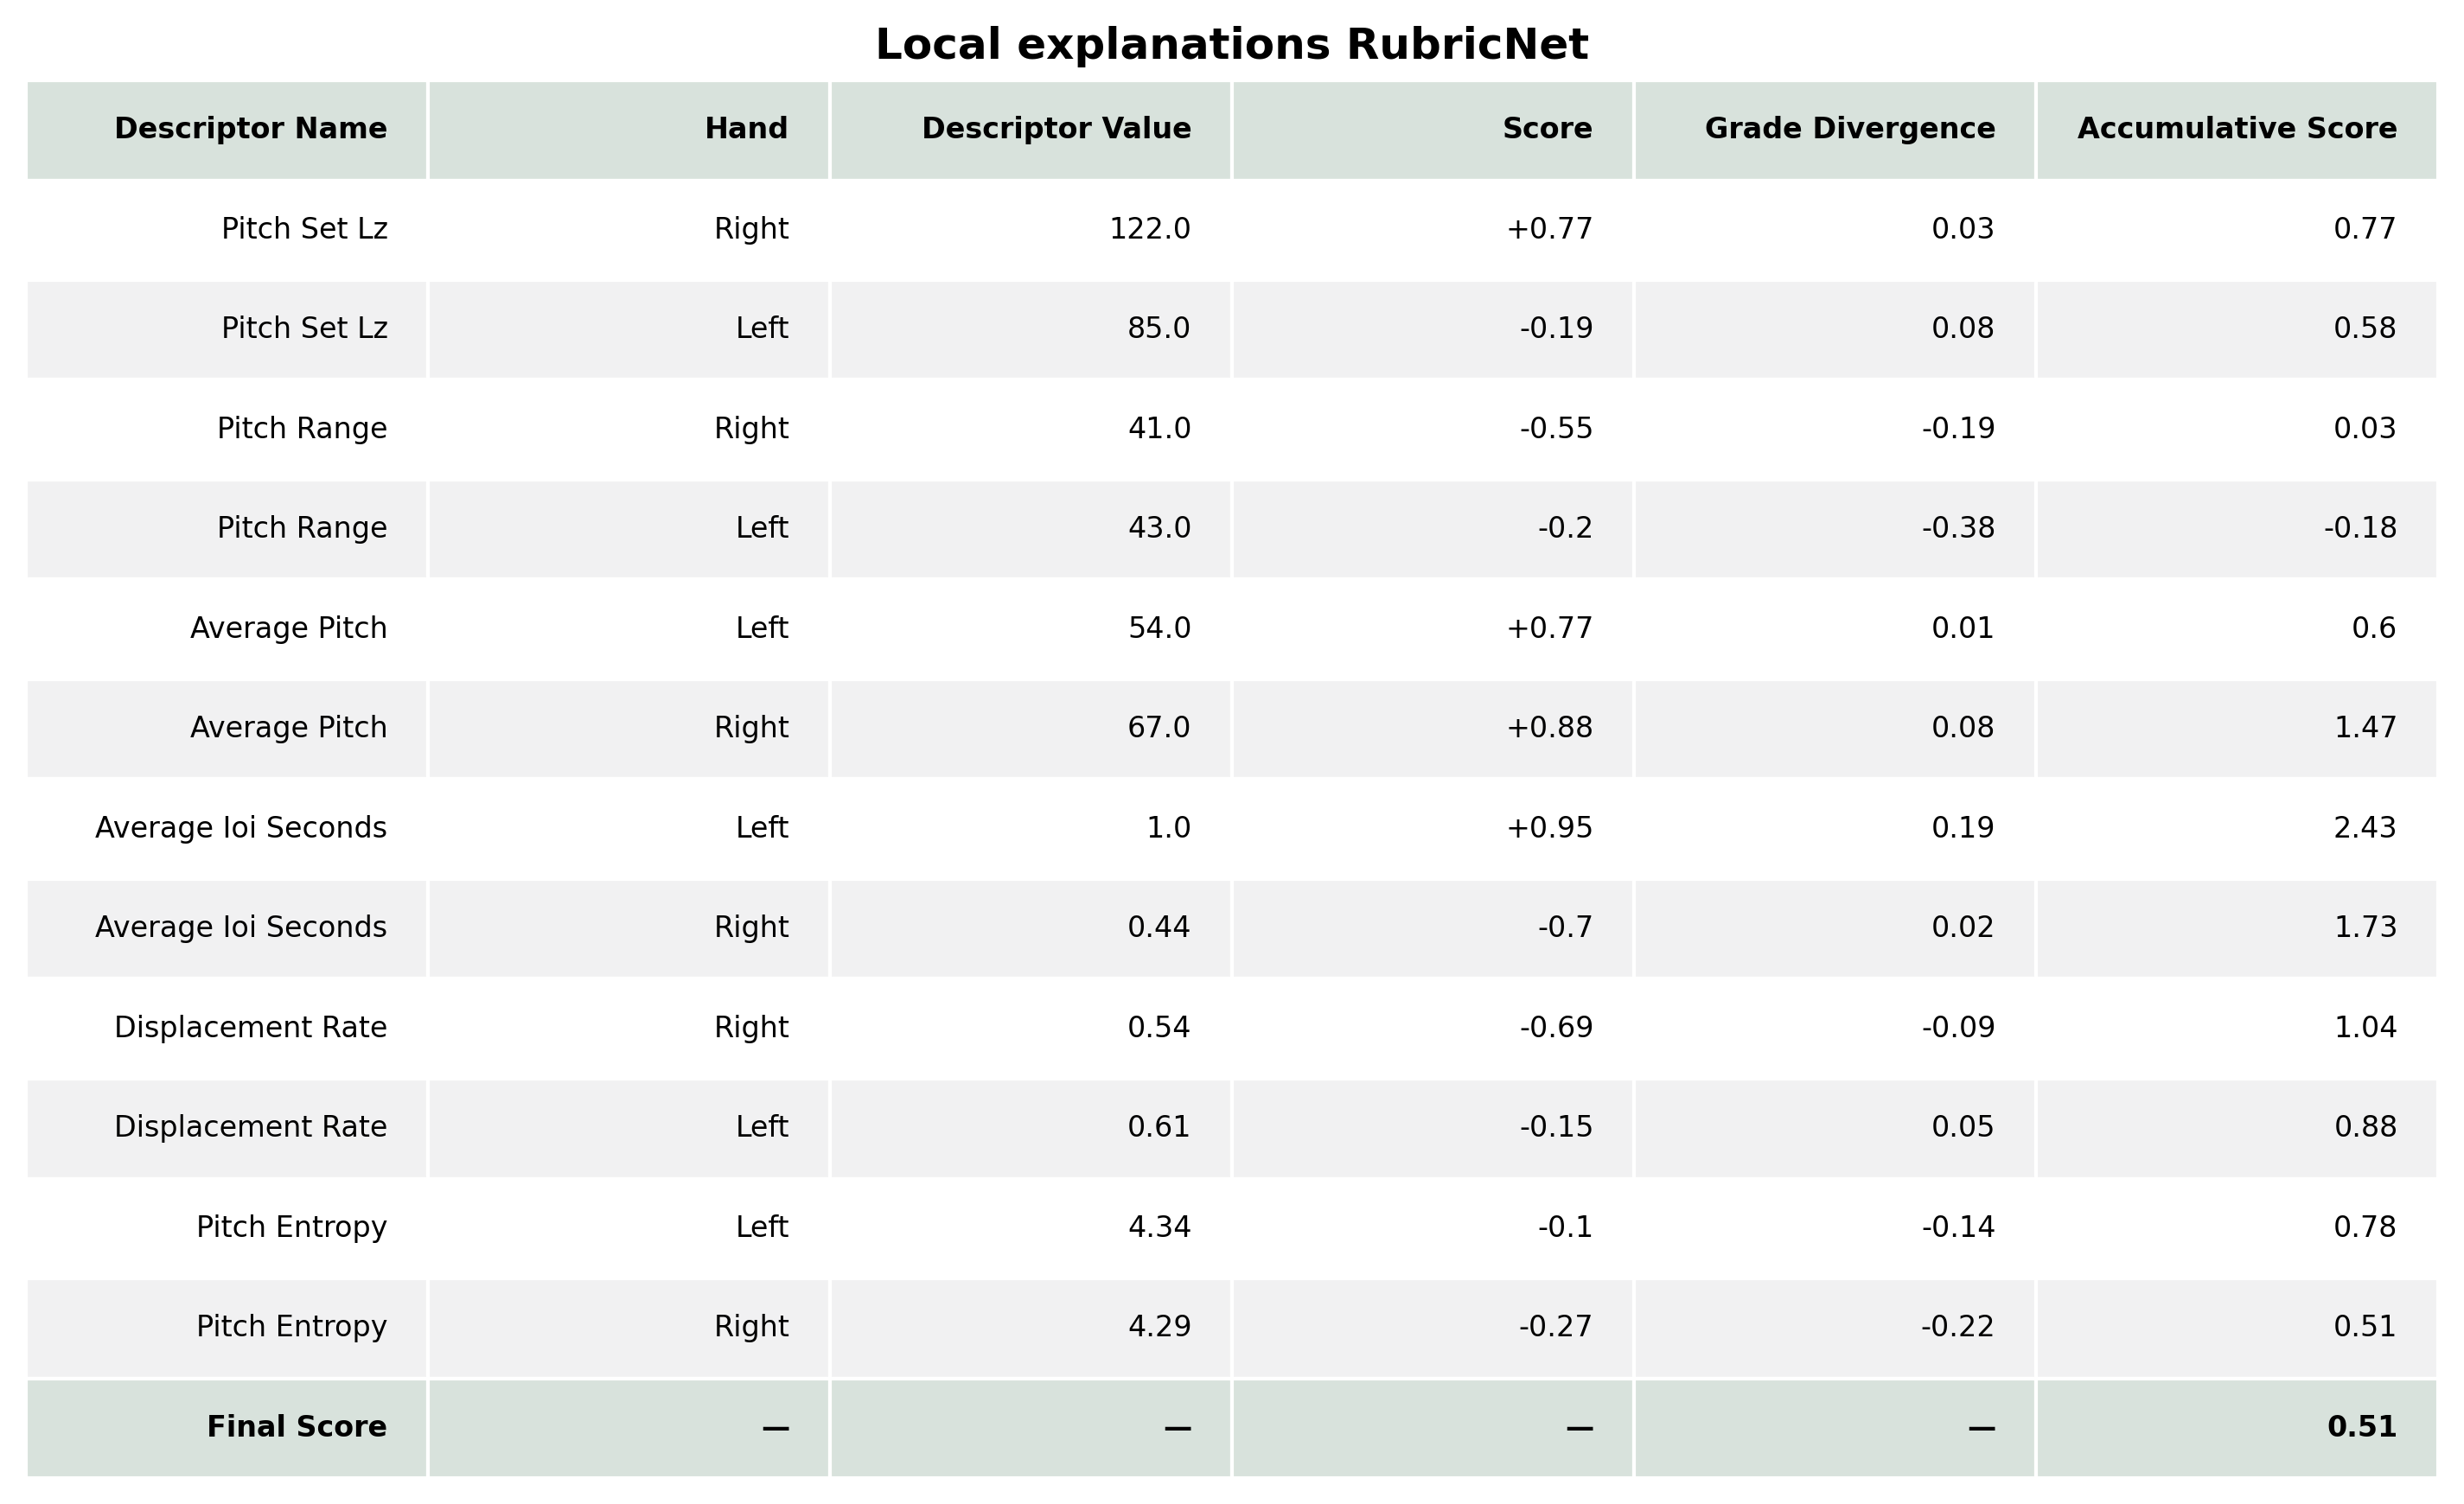 Local explanations RubricNet
Descriptor Name Hand Descriptor Value Score Grade Divergence Accumulative Score
Pitch Set Lz Right 122.0 +0.77 0.03 0.77
Pitch Set Lz Left 85.0 -0.19 0.08 0.58
Pitch Range Right 41.0 -0.55 -0.19 0.03
Pitch Range Left 43.0 -0.2 -0.38 -0.18
Average Pitch Left 54.0 +0.77 0.01 0.6
Average Pitch Right 67.0 +0.88 0.08 1.47
Average Ioi Seconds Left 1.0 +0.95 0.19 2.43
Average Ioi Seconds Right 0.44 -0.7 0.02 1.73
Displacement Rate Right 0.54 -0.69 -0.09 1.04
Displacement Rate Left 0.61 -0.15 0.05 0.88
Pitch Entropy Left 4.34 -0.1 -0.14 0.78
Pitch Entropy Right 4.29 -0.27 -0.22 0.51
Final Score — — — — 0.51